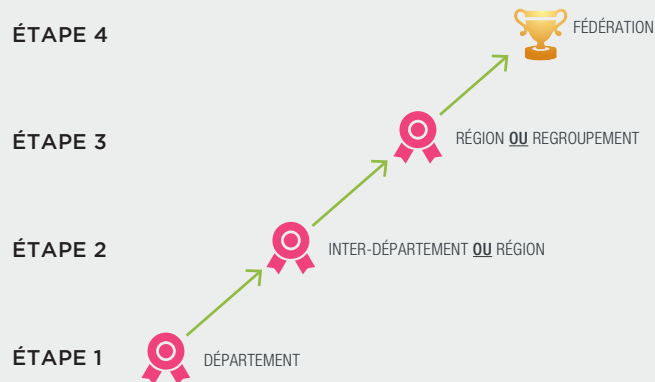 ÉTAPE 4
FÉDÉRATION
ÉTAPE 3
RÉGION OU REGROUPEMENT
ÉTAPE 2
INTER-DÉPARTEMENT OU RÉGION
ÉTAPE 1
DÉPARTEMENT